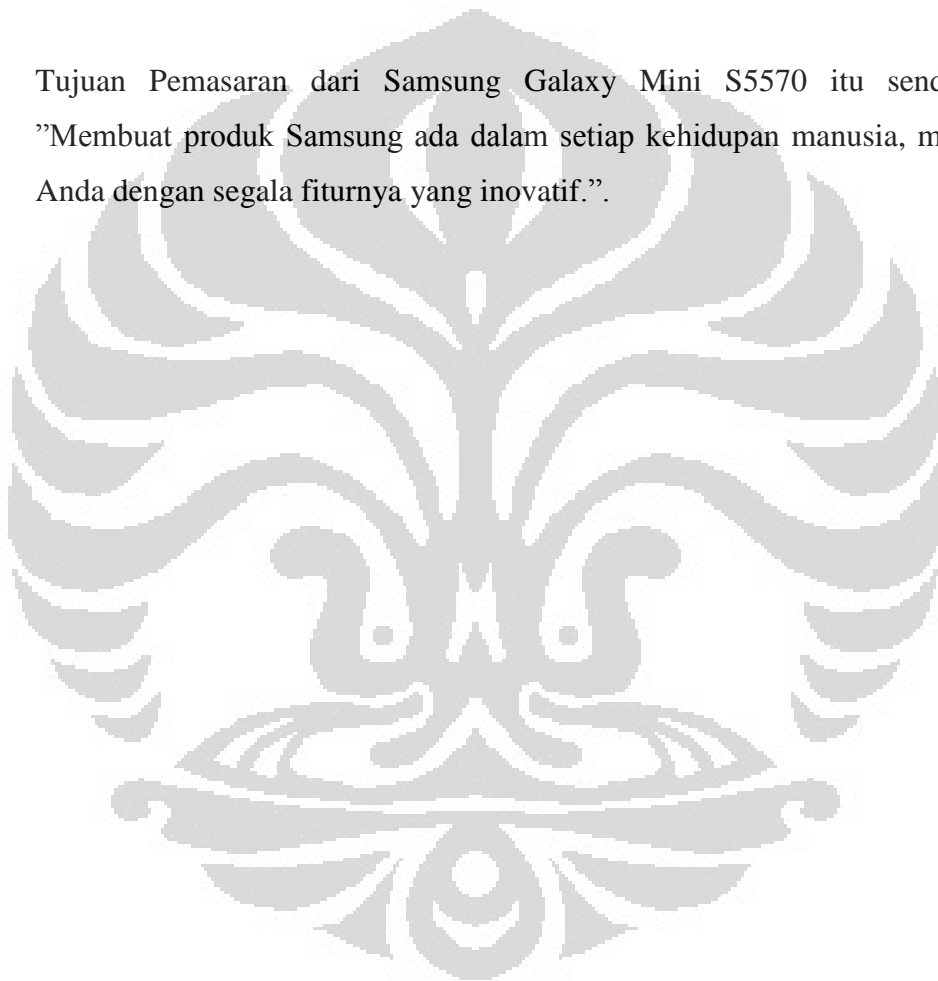 Tujuan Pemasaran dari Samsung Galaxy Mini S5570 itu
”Membuat produk Samsung ada dalam setiap kehidupan manusia,
Anda dengan segala fiturnya yang inovatif.”.